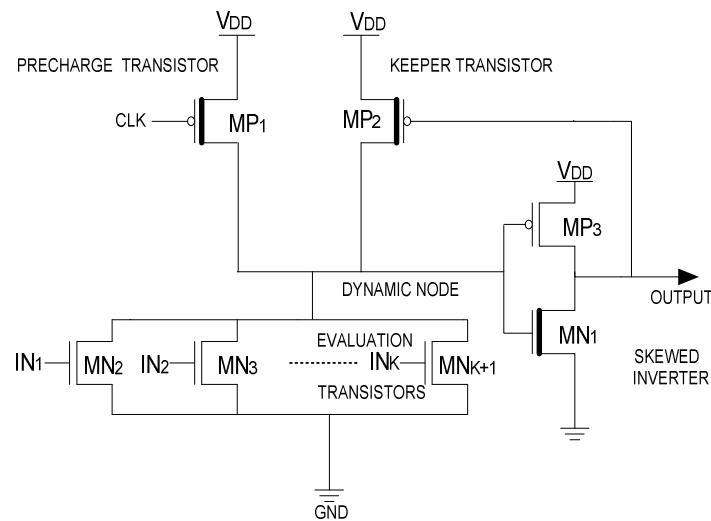 VDD
VDD
PRECHARGE TRANSISTOR
KEEPER TRANSISTOR
CLK
MP1
MP2
VDD
MP3
DYNAMIC NODE
OUTPUT
MN1
SKEWED
INVERTER
EVALUATION
IN1
MN2
IN2
MN3
INK
MNK+1
TRANSISTORS
GND